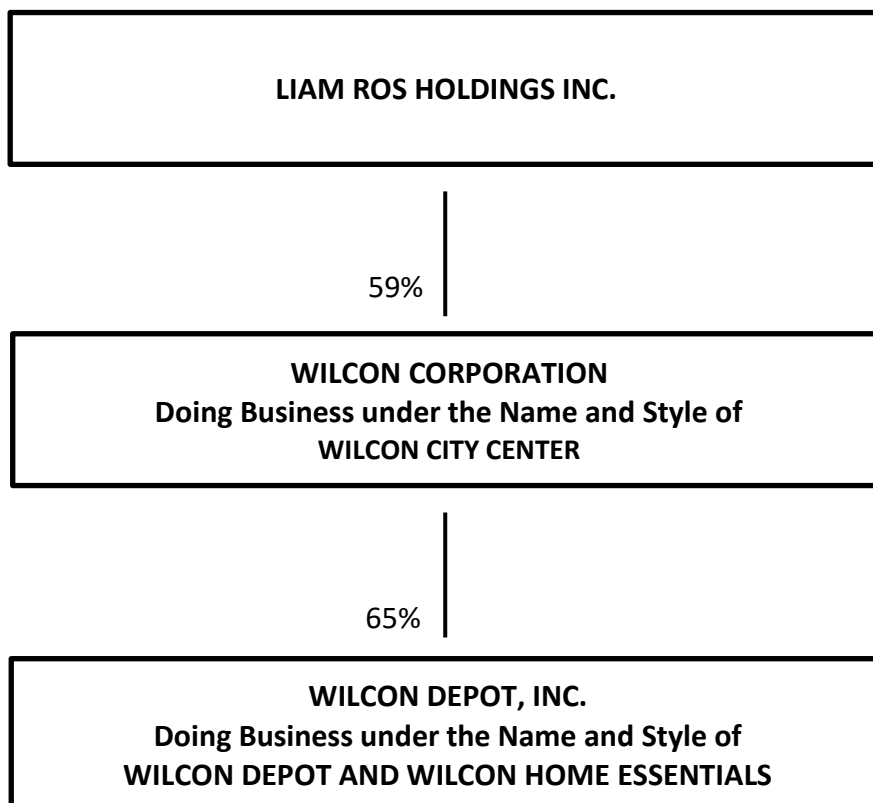 LIAM ROS HOLDINGS INC.
59%
WILCON CORPORATION
Doing Business under the Name and Style of
WILCON CITY CENTER
65%
WILCON DEPOT, INC.
Doing Business under the Name and Style of
WILCON DEPOT AND WILCON HOME ESSENTIALS